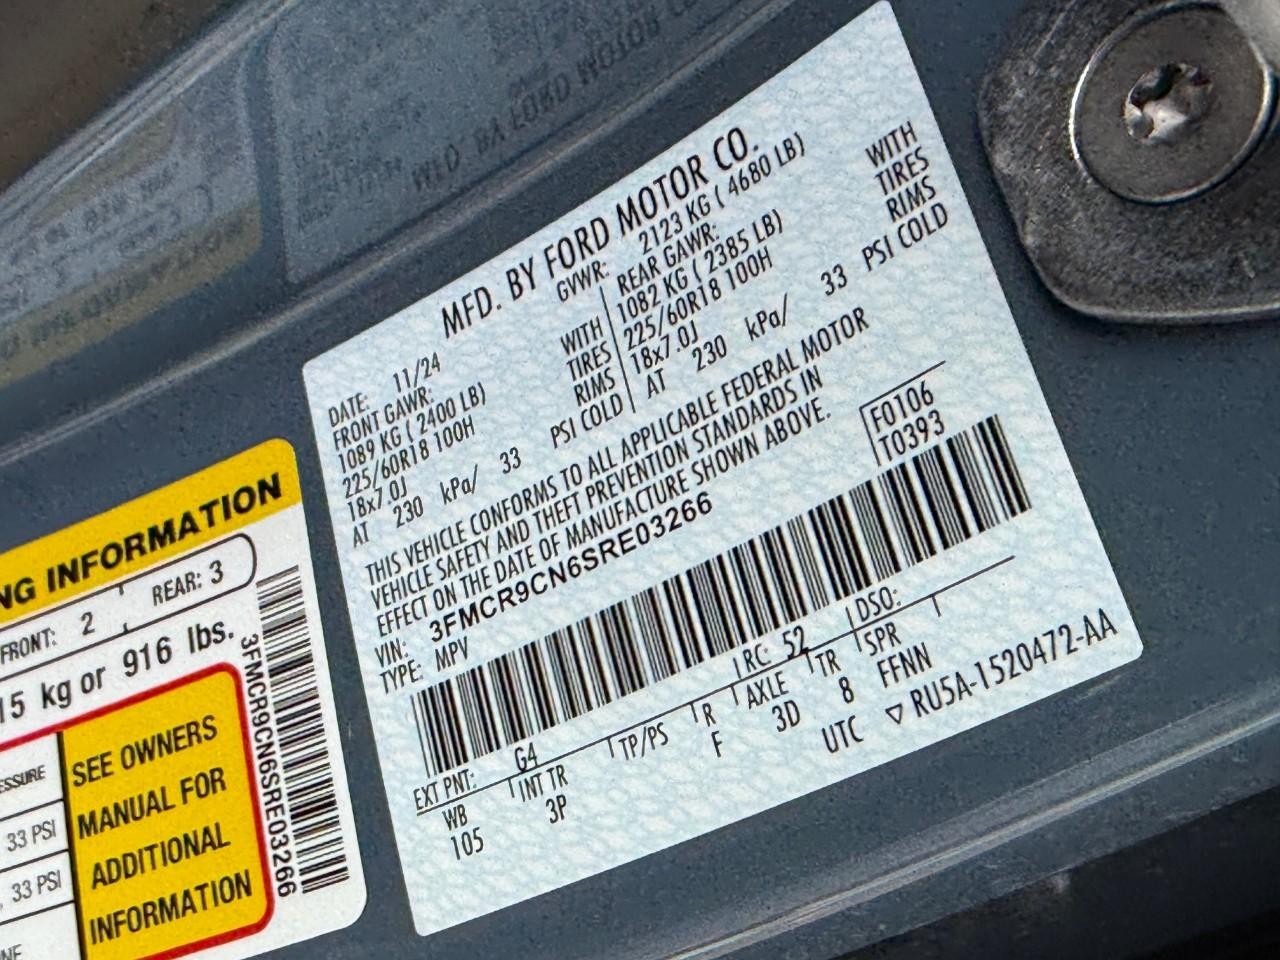 MFD. BY FORD MOTOR CO.
DATE: 11/24
GVWR: 2123 KG ( 4680 LB)
FRONT GAWR:
1089 KG ( 2400 LB) WITH
225/60R18 100H TIRES
18x7.0J RIMS
AT 230 kPa/ 33 PSI COLD
REAR GAWR:
1082 KG ( 2385 LB) WITH
225/60R18 100H TIRES
18x7.0J RIMS
AT 230 kPa/ 33 PSI COLD
THIS VEHICLE CONFORMS TO ALL APPLICABLE FEDERAL MOTOR
VEHICLE SAFETY AND THEFT PREVENTION STANDARDS IN
EFFECT ON THE DATE OF MANUFACTURE SHOWN ABOVE.
VIN: 3FMCR9CN6SRE03266
TYPE: MPV
F0106
T0393
EXT PNT: G4 RC: 52 DSO:
WB INT TR TP/PS R AXLE TR SPR
105 3P F 3D 8 FFNN
UTC ▽ RU5A-1520472-AA
NG INFORMATION
FRONT: 2 REAR: 3
15 kg or 916 lbs.
3FMCR9CN6SRE03266
ESSURE
33 PSI
, 33 PSI
NE
SEE OWNERS
MANUAL FOR
ADDITIONAL
INFORMATION